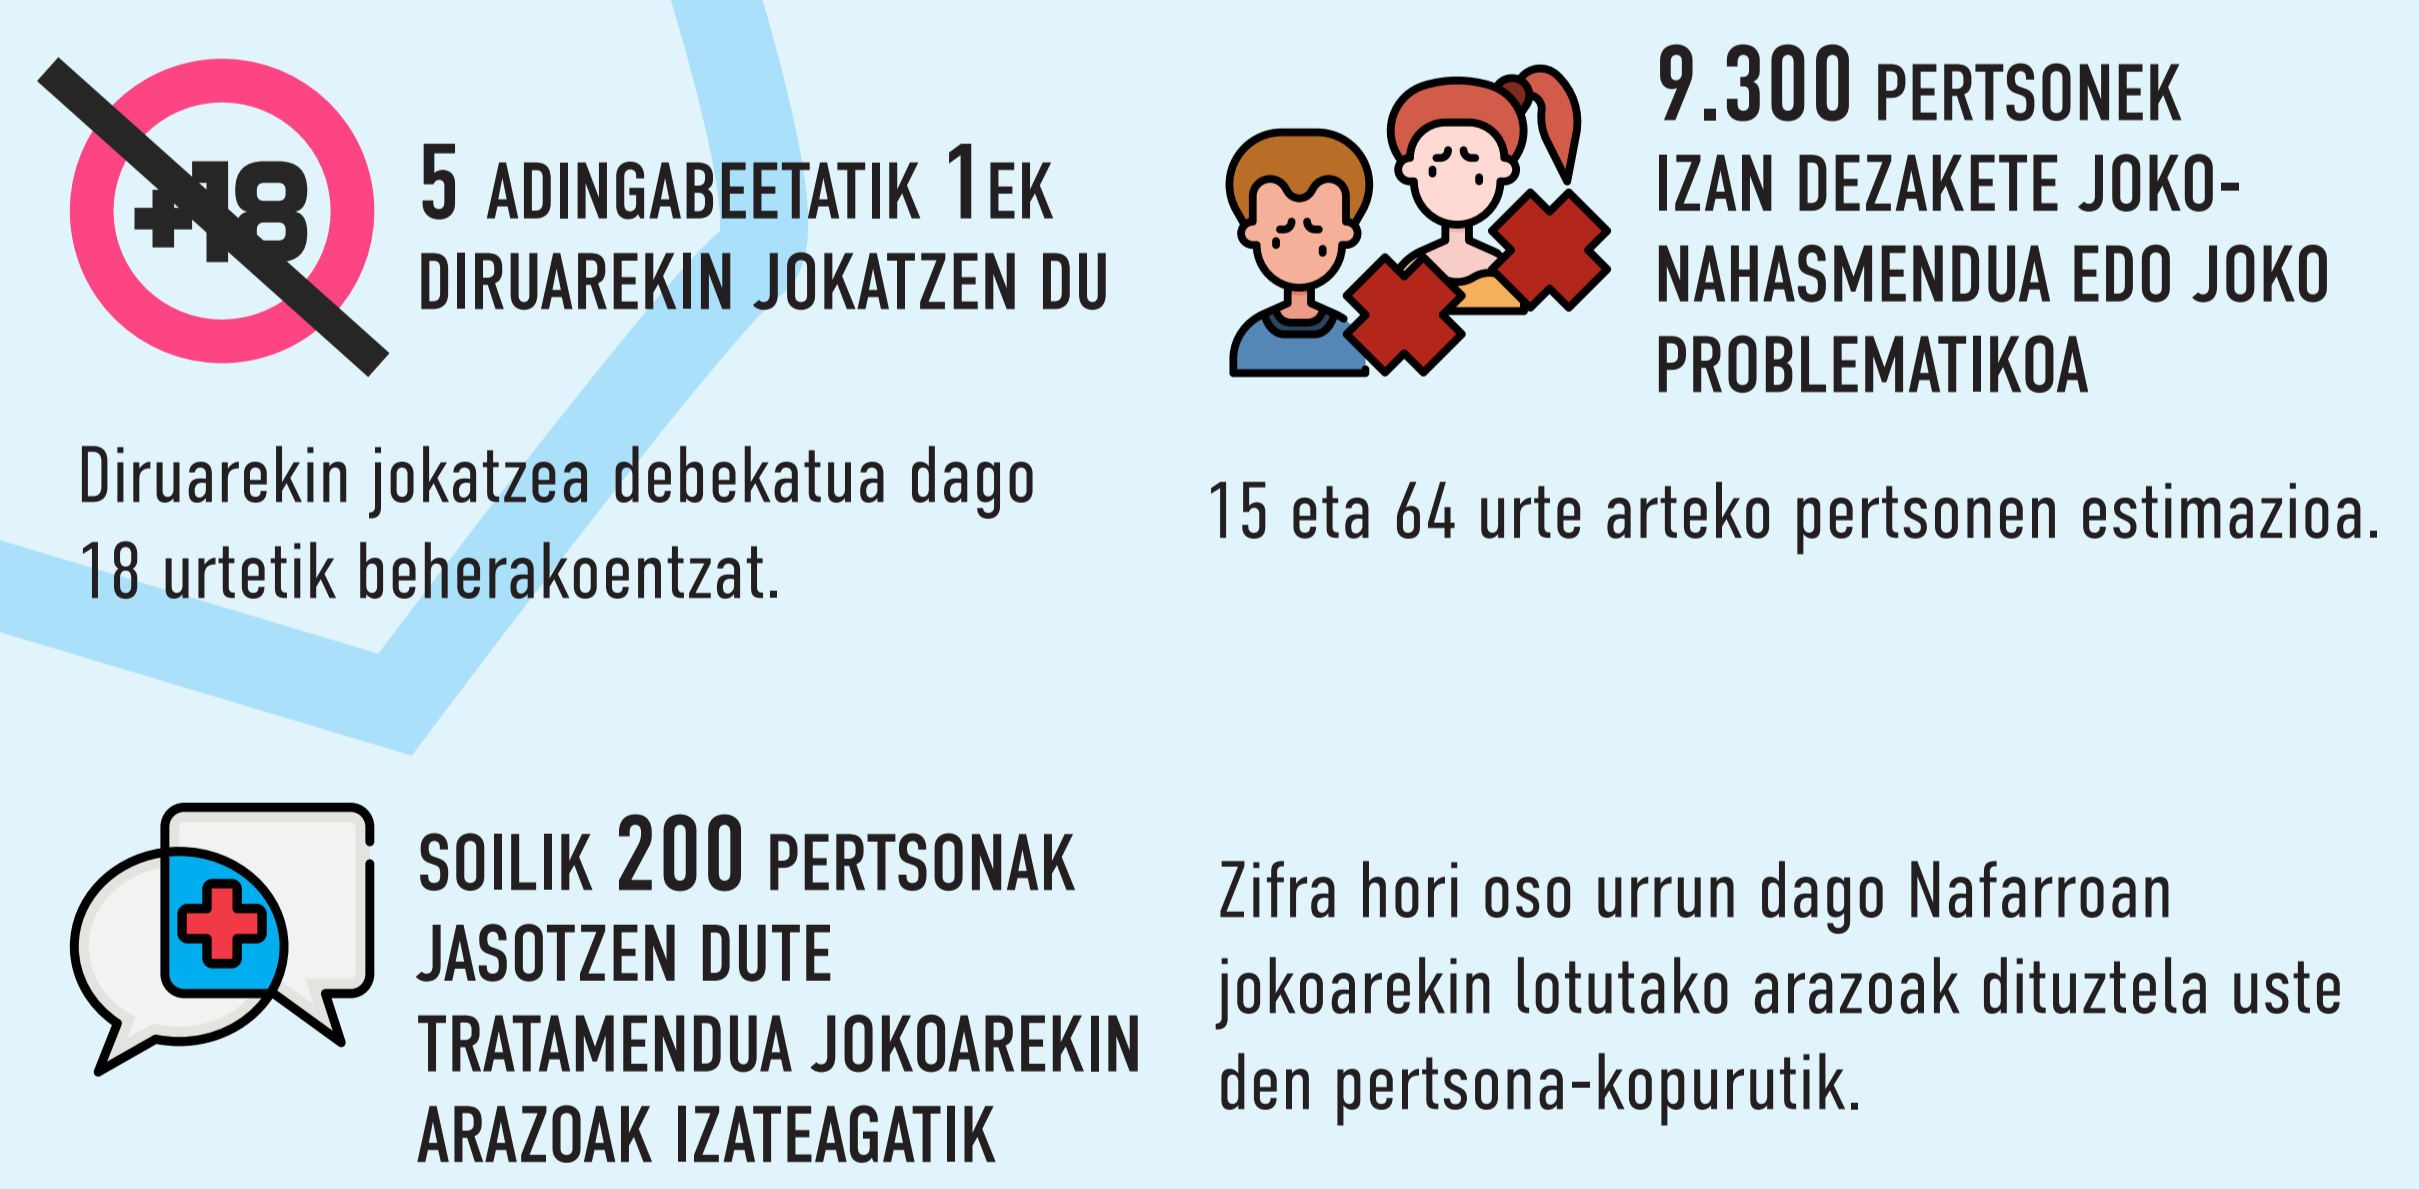 +18
5 ADINGABEETATIK 1EK
DIRUAREKIN JOKATZEN DU
Diruarekin jokatzea debekatua dago
18 urtetik beherakoentzat.
9.300 PERTSONEK
IZAN DEZAKETE JOKO-
NAHASMENDUA EDO JOKO
PROBLEMATIKOA
15 eta 64 urte arteko pertsonen estimazioa.
SOILIK 200 PERTSONAK
JASOTZEN DUTE
TRATAMENDUA JOKOAREKIN
ARAZOAK IZATEAGATIK
Zifra hori oso urrun dago Nafarroan
jokoarekin lotutako arazoak dituztela uste
den pertsona-kopurutik.